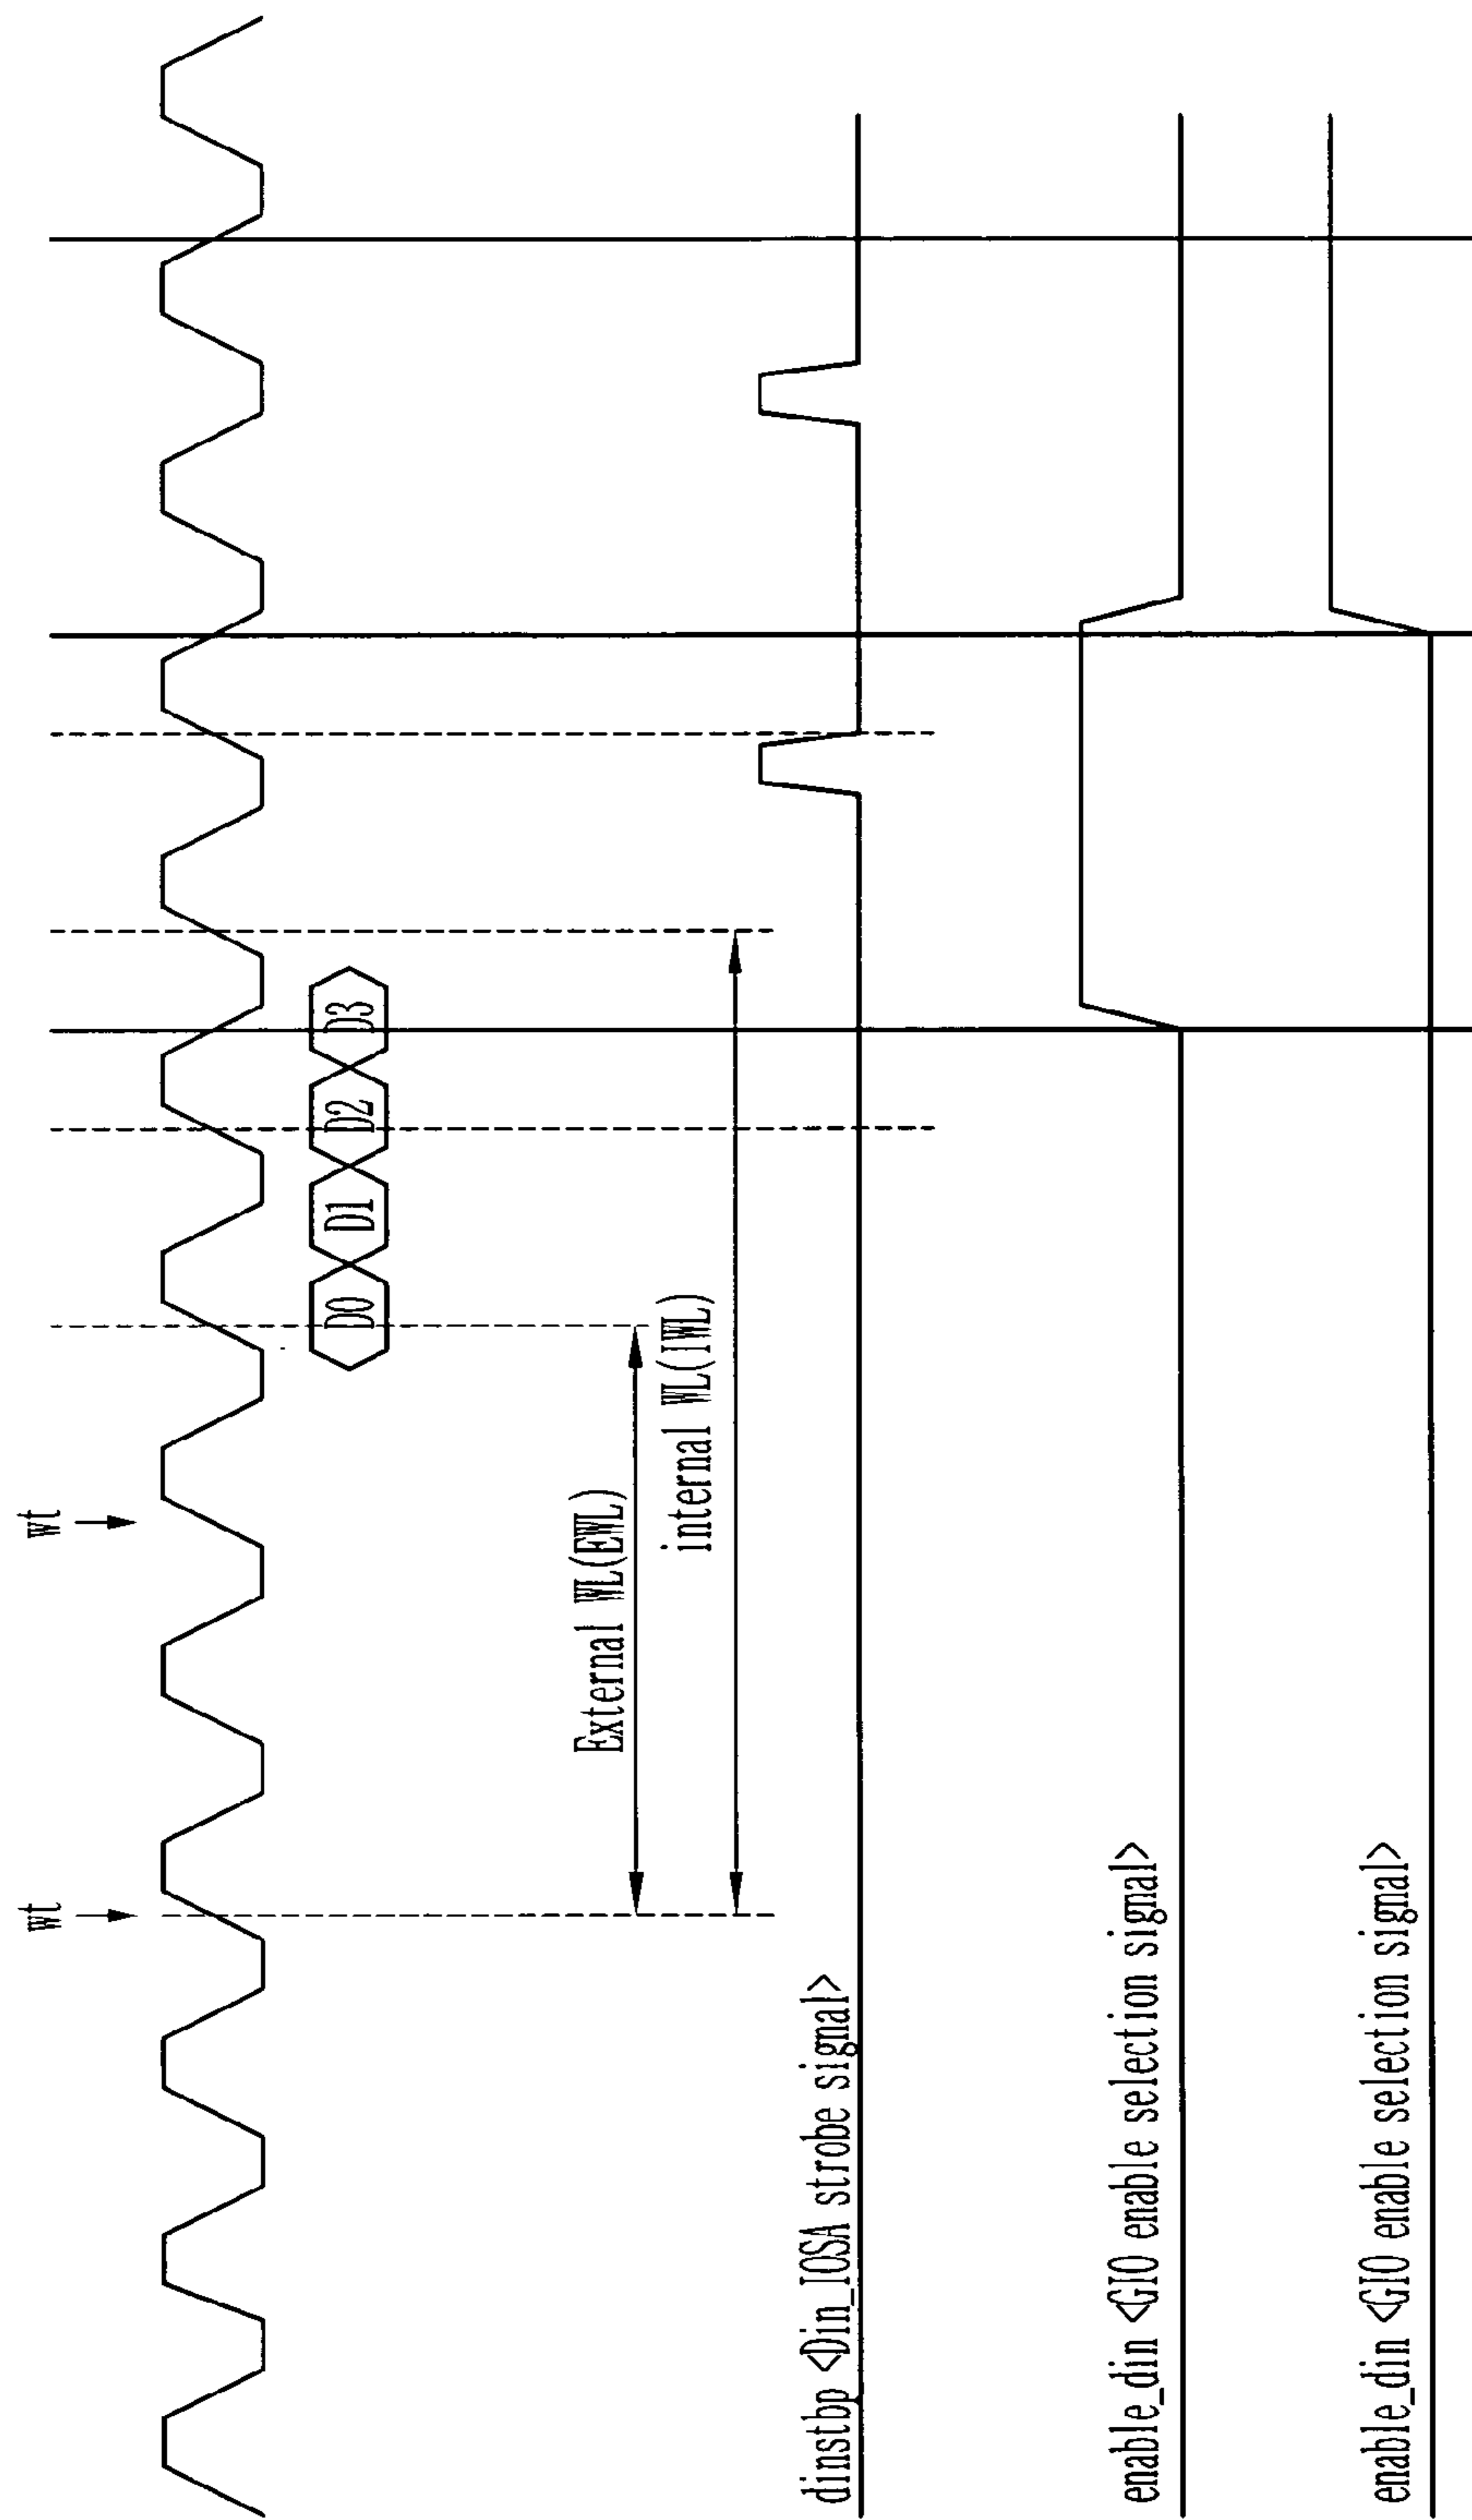 wt
wt
D0 D1 D2 D3
External WL(EWL)
internal WL(IWL)
dinstbp <Din_IOSA strobe signal>
enable_din <GIO enable selection signal>
enable_din <GIO enable selection signal>